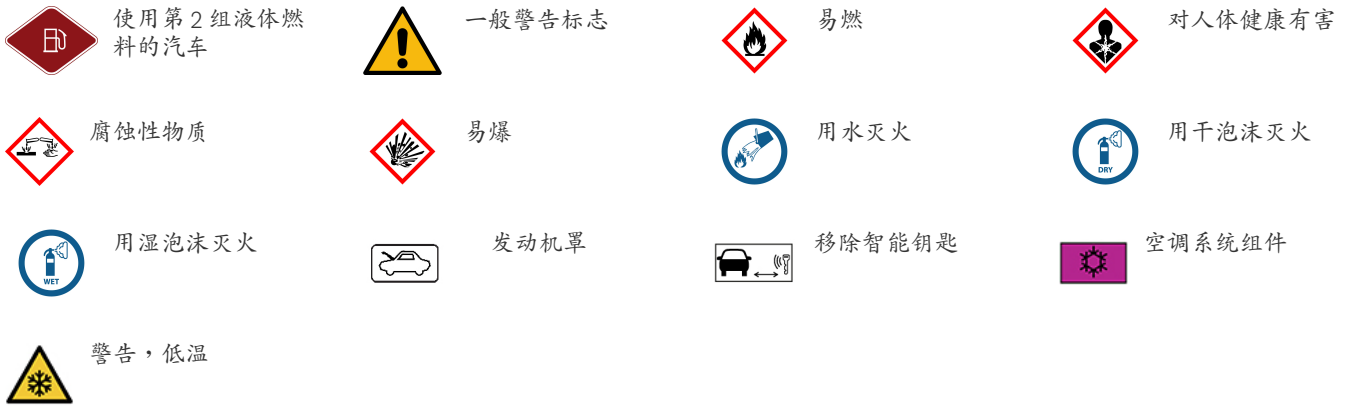 使用第2组液体燃
料的汽车
一般警告标志
易燃
对人体健康有害
腐蚀性物质
易爆
用水灭火
用干泡沫灭火
DRY
用湿泡沫灭火
WET
发动机罩
移除智能钥匙
空调系统组件
警告，低温